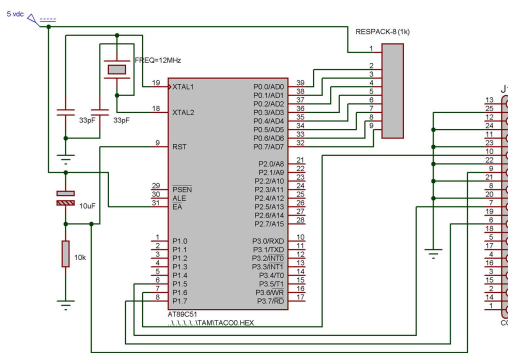 5 vdc
RESPACK-8(1k)
FREQ=12MHz
33pF
33pF
10uF
10k
19 XTAL1
18 XTAL2
9 RST
29 PSEN
30 ALE
31 EA
1 P1.0
2 P1.1
3 P1.2
4 P1.3
5 P1.4
6 P1.5
7 P1.6
8 P1.7
P0.0/AD0 39
P0.1/AD1 38
P0.2/AD2 37
P0.3/AD3 36
P0.4/AD4 35
P0.5/AD5 34
P0.6/AD6 33
P0.7/AD7 32
P2.0/A8 21
P2.1/A9 22
P2.2/A10 23
P2.3/A11 24
P2.4/A12 25
P2.5/A13 26
P2.6/A14 27
P2.7/A15 28
P3.0/RXD 10
P3.1/TXD 11
P3.2/INT0 12
P3.3/INT1 13
P3.4/T0 14
P3.5/T1 15
P3.6/WR 16
P3.7/RD 17
AT89C51
..\..\..\..\..\TAM\TACO0.HEX
1
2
3
4
5
6
7
8
9
13
25
12
24
11
23
10
22
9
21
8
20
7
19
6
18
5
17
4
16
3
15
2
14
1